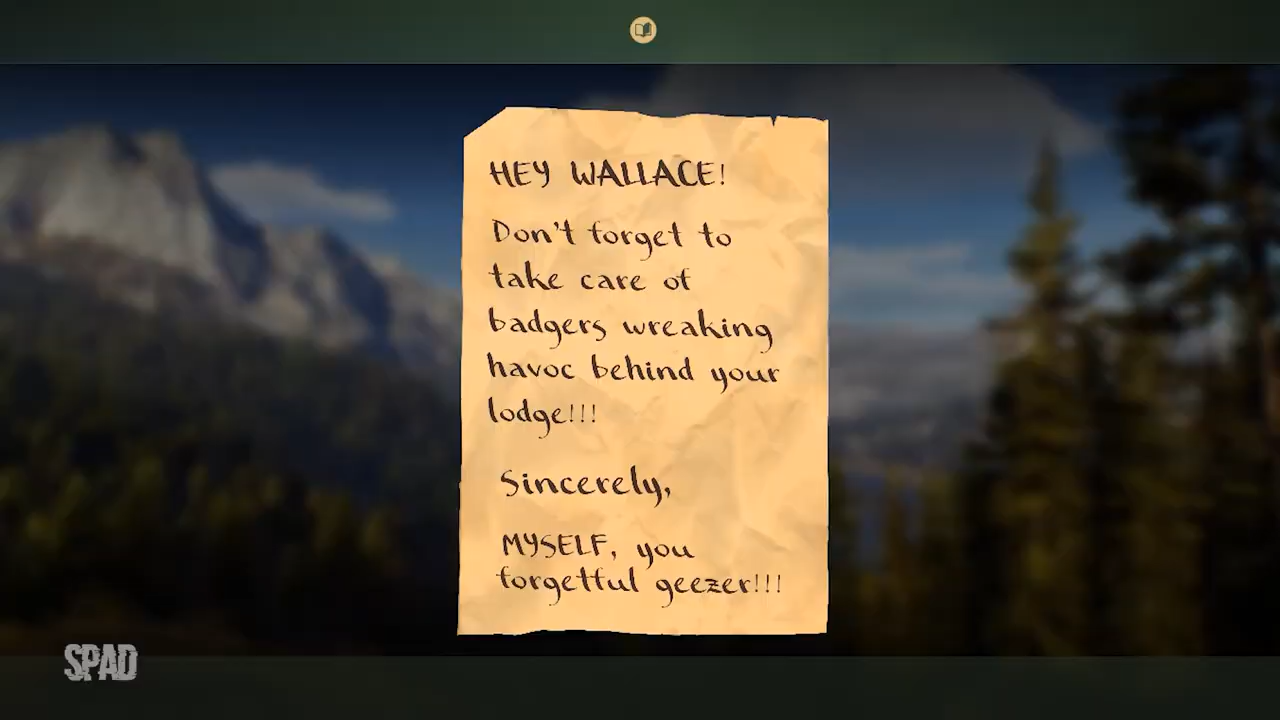 HEY WALLACE!
Don't forget to
take care of
badgers wreaking
havoc behind your
lodge!!!
Sincerely,
MYSELF, you
forgetful geezer!!!
SPAD